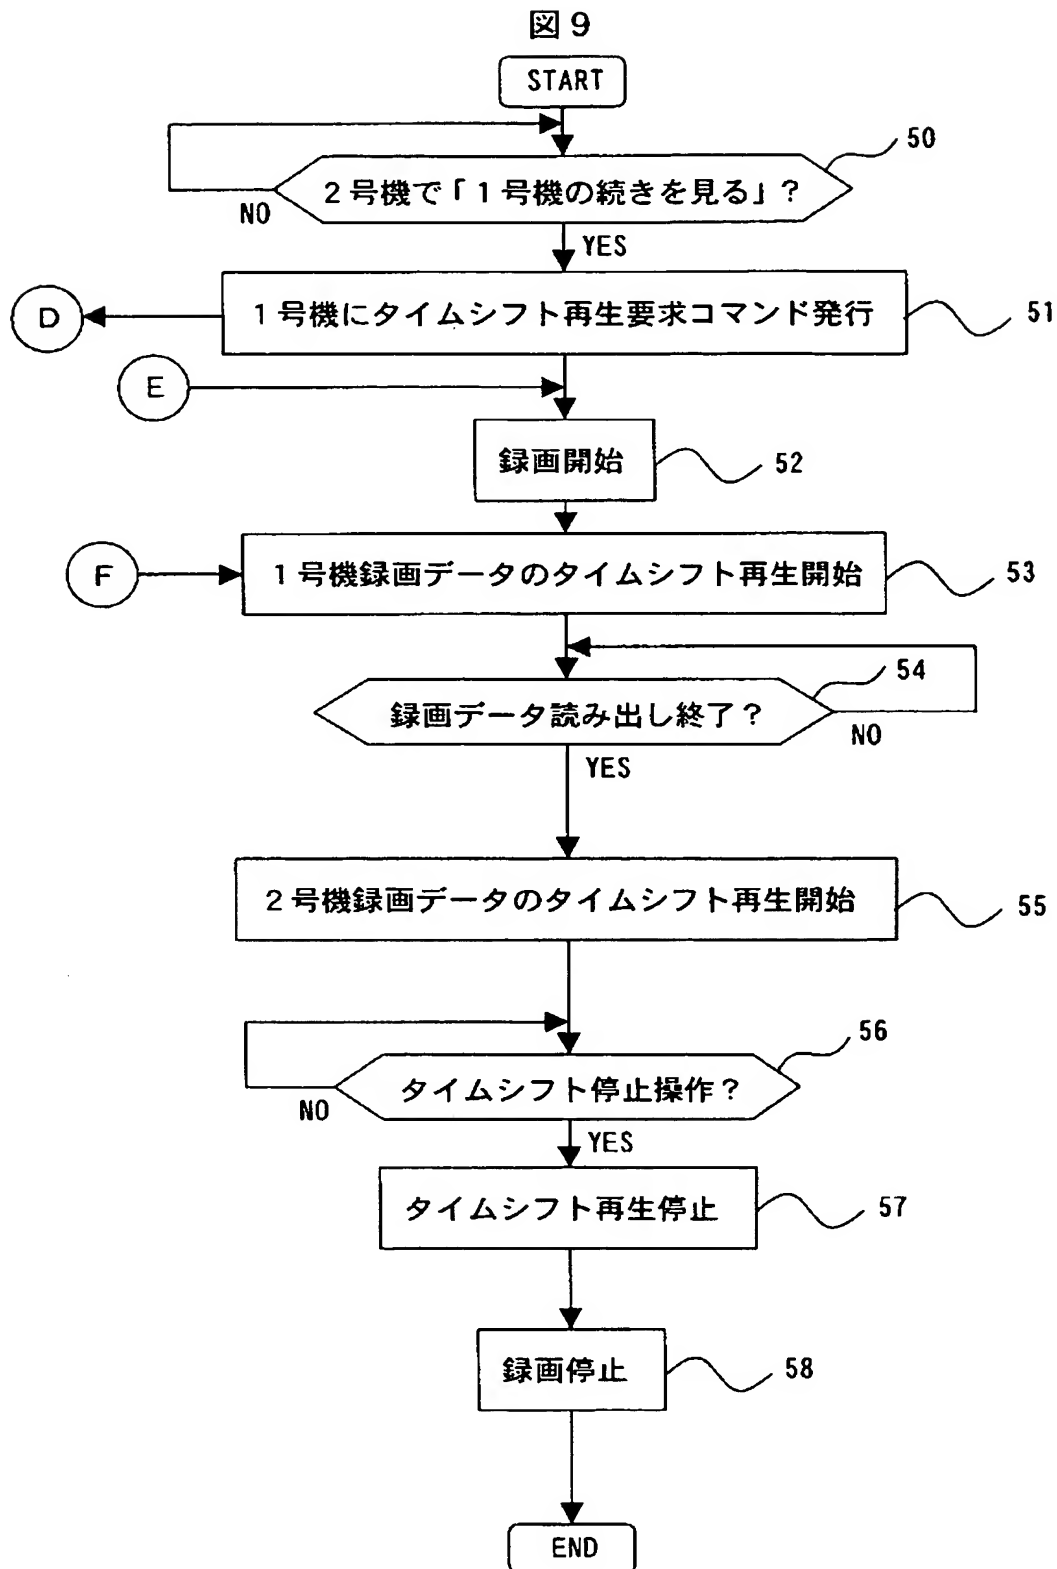 図9
START
50
2号機で「1号機の続きを見る」?
NO
YES
D
1号機にタイムシフト再生要求コマンド発行
51
E
録画開始
52
F
1号機録画データのタイムシフト再生開始
53
54
録画データ読み出し終了?
NO
YES
2号機録画データのタイムシフト再生開始
55
56
タイムシフト停止操作?
NO
YES
タイムシフト再生停止
57
録画停止
58
END